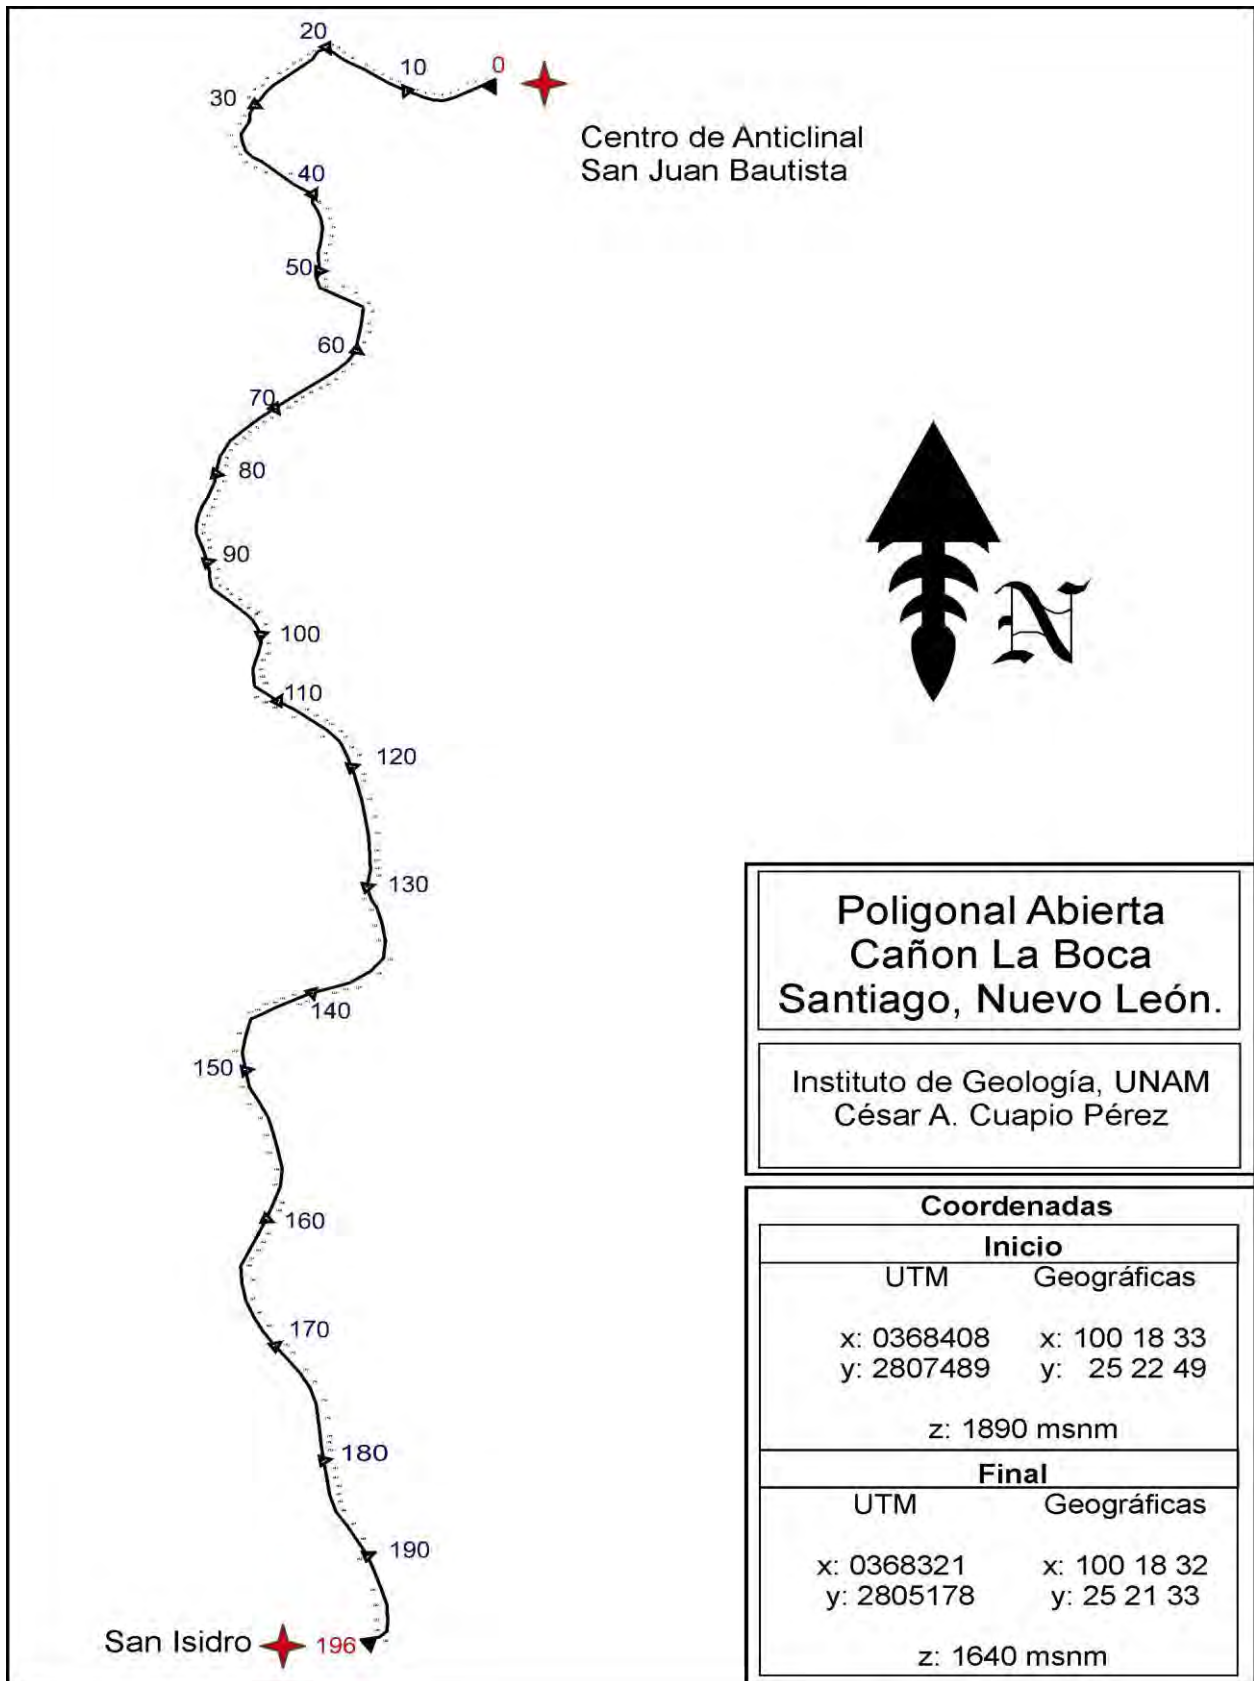 20
10
0
30
Centro de Anticlinal
San Juan Bautista
40
50
60
70
80
90
100
110
120
130
140
150
160
170
180
190
San Isidro
196
N
Poligonal Abierta
Cañon La Boca
Santiago, Nuevo León.
Instituto de Geología, UNAM
César A. Cuapio Pérez
Coordenadas
Inicio
UTM Geográficas
x: 0368408 x: 100 18 33
y: 2807489 y: 25 22 49
z: 1890 msnm
Final
UTM Geográficas
x: 0368321 x: 100 18 32
y: 2805178 y: 25 21 33
z: 1640 msnm